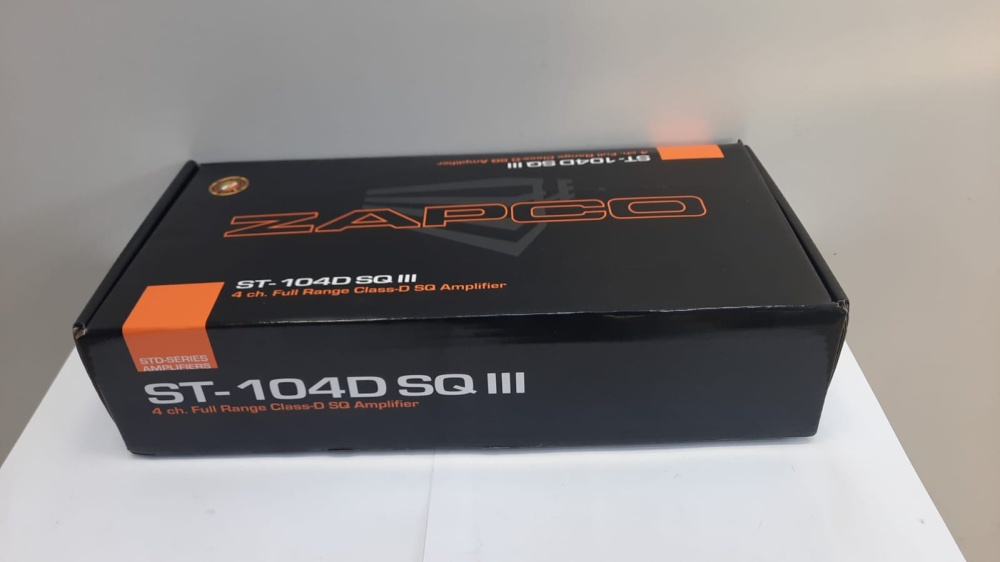 ST-104D SQ III
4 ch. Full Range Class-D SQ Amplifier
ZAPCO
ST-104D SQ III
4 ch. Full Range Class-D SQ Amplifier
STD-SERIES
AMPLIFIERS
ST-104D SQ III
4 ch. Full Range Class-D SQ Amplifier